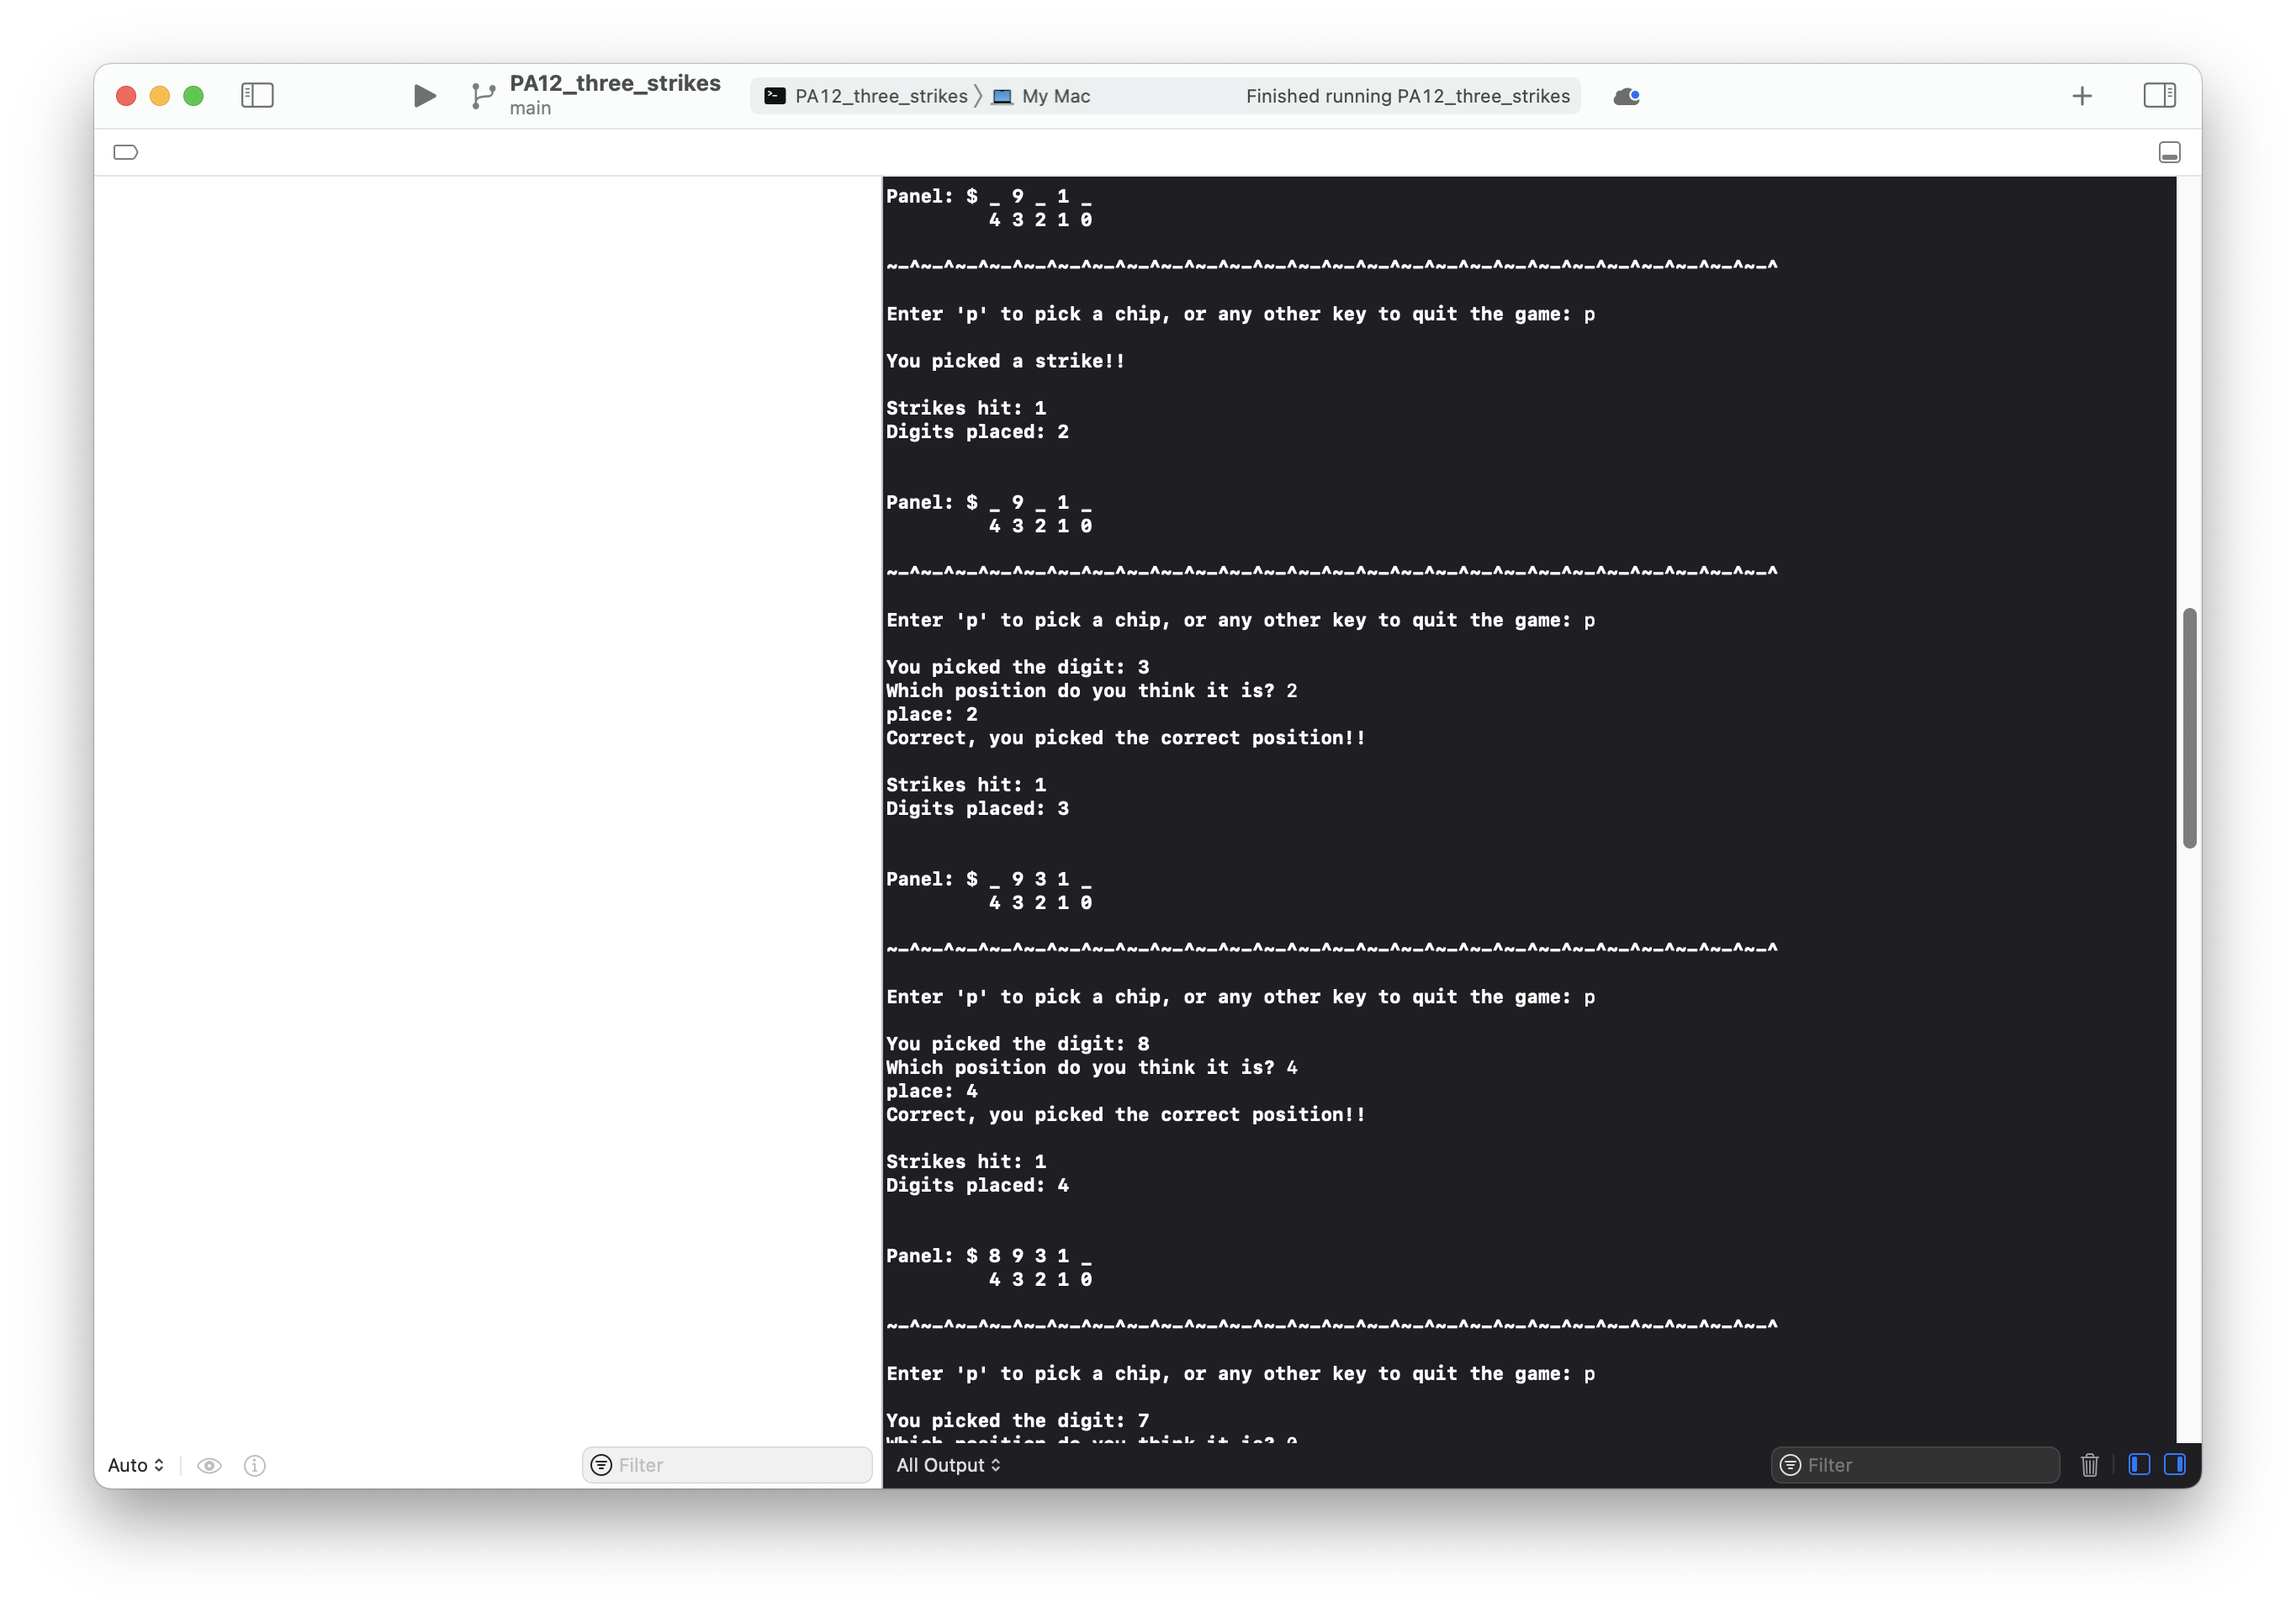 PA12_three_strikes
main
PA12_three_strikes 〉 My Mac
Finished running PA12_three_strikes
Panel: $ _ 9 _ 1 _
4 3 2 1 0
~-^~-^~-^~-^~-^~-^~-^~-^~-^~-^~-^~-^~-^~-^~-^~-^~-^~-^~-^~-^~-^~-^~-^~-^~-^~-^
Enter 'p' to pick a chip, or any other key to quit the game: p
You picked a strike!!
Strikes hit: 1
Digits placed: 2
Panel: $ _ 9 _ 1 _
4 3 2 1 0
~-^~-^~-^~-^~-^~-^~-^~-^~-^~-^~-^~-^~-^~-^~-^~-^~-^~-^~-^~-^~-^~-^~-^~-^~-^~-^
Enter 'p' to pick a chip, or any other key to quit the game: p
You picked the digit: 3
Which position do you think it is? 2
place: 2
Correct, you picked the correct position!!
Strikes hit: 1
Digits placed: 3
Panel: $ _ 9 3 1 _
4 3 2 1 0
~-^~-^~-^~-^~-^~-^~-^~-^~-^~-^~-^~-^~-^~-^~-^~-^~-^~-^~-^~-^~-^~-^~-^~-^~-^~-^
Enter 'p' to pick a chip, or any other key to quit the game: p
You picked the digit: 8
Which position do you think it is? 4
place: 4
Correct, you picked the correct position!!
Strikes hit: 1
Digits placed: 4
Panel: $ 8 9 3 1 _
4 3 2 1 0
~-^~-^~-^~-^~-^~-^~-^~-^~-^~-^~-^~-^~-^~-^~-^~-^~-^~-^~-^~-^~-^~-^~-^~-^~-^~-^
Enter 'p' to pick a chip, or any other key to quit the game: p
You picked the digit: 7
Which position do you think it is? 0
Auto
Filter
All Output
Filter